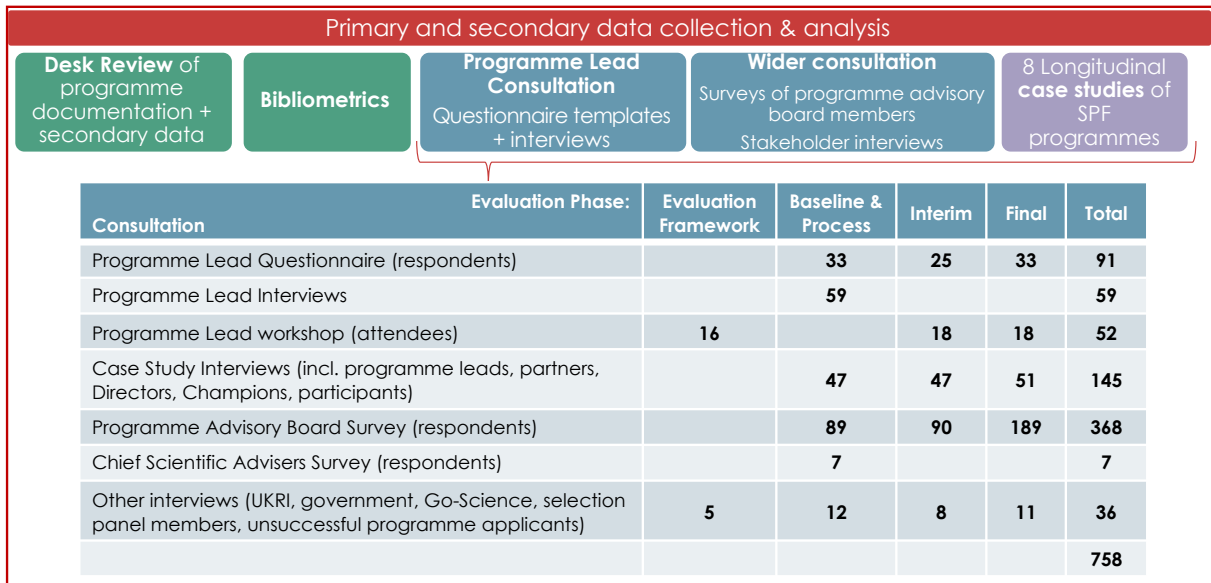 Primary and secondary data collection & analysis
Desk Review of
programme
documentation +
secondary data
Bibliometrics
Programme Lead
Consultation
Questionnaire templates
+ interviews
Wider consultation
Surveys of programme advisory
board members
Stakeholder interviews
8 Longitudinal
case studies of
SPF
programmes
Evaluation Phase:
Consultation
Evaluation
Framework
Baseline &
Process
Interim
Final
Total
Programme Lead Questionnaire (respondents) 33 25 33 91
Programme Lead Interviews 59 59
Programme Lead workshop (attendees) 16 18 18 52
Case Study Interviews (incl. programme leads, partners,
Directors, Champions, participants) 47 47 51 145
Programme Advisory Board Survey (respondents) 89 90 189 368
Chief Scientific Advisers Survey (respondents) 7 7
Other interviews (UKRI, government, Go-Science, selection
panel members, unsuccessful programme applicants) 5 12 8 11 36
758